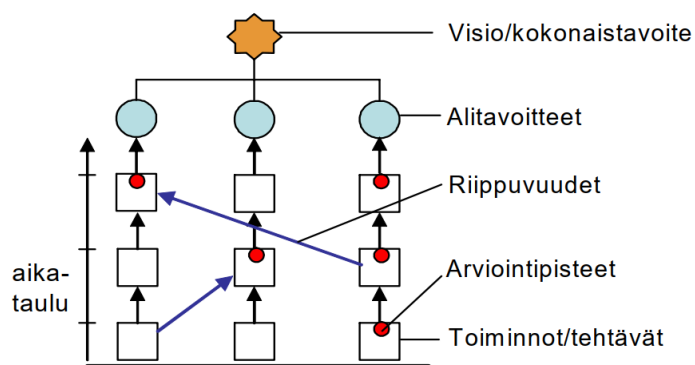 Visio/kokonaistavoite
Alitavoitteet
Riippuvuudet
Arviointipisteet
aika-
taulu
Toiminnot/tehtävät